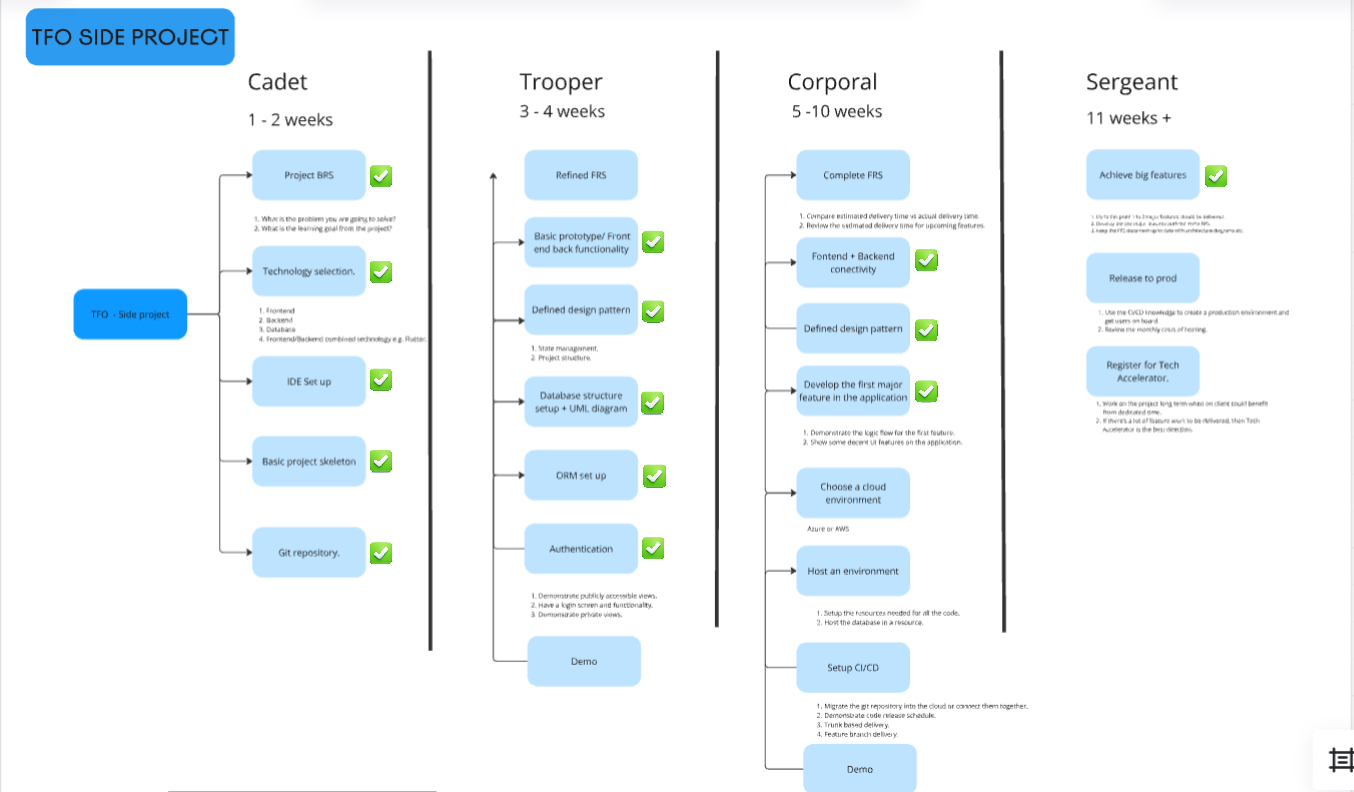 TFO SIDE PROJECT
TFO - Side project
Cadet
1 - 2 weeks
Project BRS
1. What is the problem you are going to solve?
2. What is the learning goal from the project?
Technology selection.
1. Frontend
2. Backend
3. Database
4. Frontend/Backend combined technology e.g. Flutter.
IDE Set up
Basic project skeleton
Git repository.
Trooper
3 - 4 weeks
Refined FRS
Basic prototype/ Front
end back functionality
Defined design pattern
1. State management.
2. Project structure.
Database structure
setup + UML diagram
ORM set up
Authentication
1. Demonstrate publicly accessible views.
2. Have a login screen and functionality.
3. Demonstrate private views.
Demo
Corporal
5 -10 weeks
Complete FRS
1. Compare estimated delivery time vs actual delivery time.
2. Review the estimated delivery time for upcoming features.
Fontend + Backend
conectivity
Defined design pattern
Develop the first major
feature in the application
1. Demonstrate the logic flow for the first feature.
2. Show some decent UI features on the application.
Choose a cloud
environment
Azure or AWS
Host an environment
1. Setup the resources needed for all the code.
2. Host the database in a resource.
Setup CI/CD
1. Migrate the git repository into the cloud or connect them together.
2. Demonstrate code release schedule.
3. Trunk based delivery.
4. Feature branch delivery.
Demo
Sergeant
11 weeks +
Achieve big features
Release to prod
1. Use the CI/CD knowledge to create a production environment and
get users on board.
2. Review the monthly costs of hosting.
Register for Tech
Accelerator.
1. Work on the project long term when on client could benefit
from dedicated time.
2. If there's a lot of feature work to be delivered, then Tech
Accelerator is the best direction.